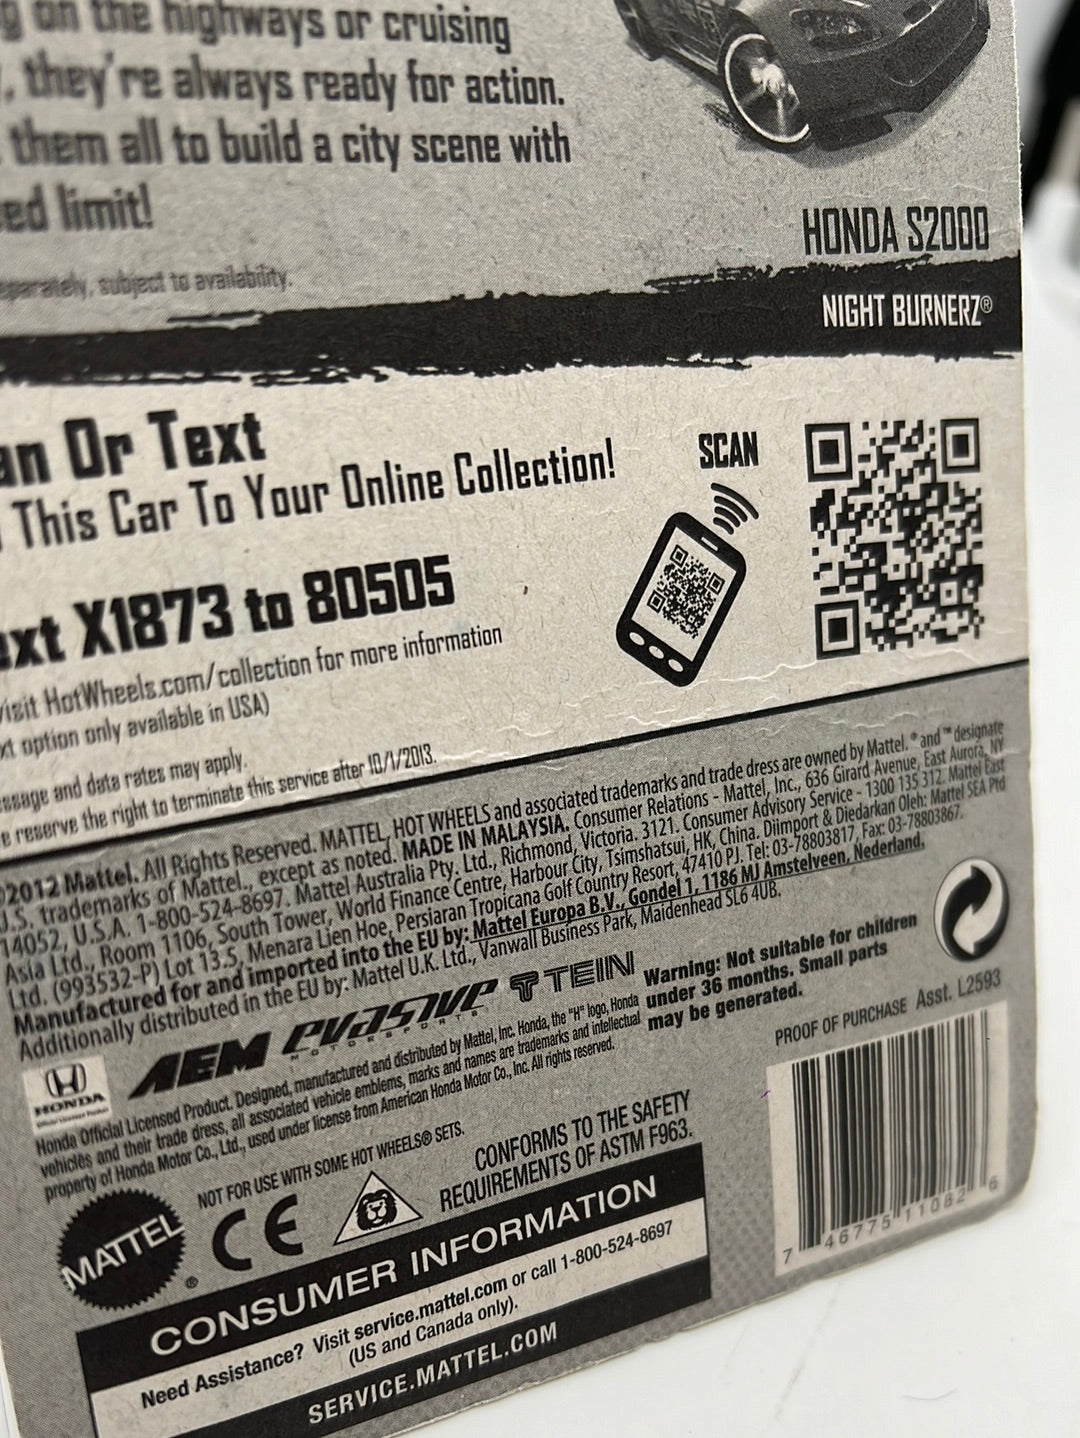 on the highways or cruising
they're always ready for action.
them all to build a city scene with
limit!
subject to availability.
HONDA S2000
NIGHT BURNERZ®
Or Text
This Car To Your Online Collection!
SCAN
X1873 to 80505
HotWheels.com/collection for more information
option only available in USA)
and data rates may apply.
reserve the right to terminate this service after 10/1/2013.
©2012 Mattel. All Rights Reserved. MATTEL, HOT WHEELS and associated trademarks and trade dress are owned by Mattel. ® and ™ designate
U.S. trademarks of Mattel, except as noted. MADE IN MALAYSIA. Consumer Relations - Mattel, Inc., 636 Girard Avenue, East Aurora, NY
14052, U.S.A. 1-800-524-8697. Mattel Australia Pty. Ltd., Richmond, Victoria. 3121. Consumer Advisory Service - 1300 135 312. Mattel East
Asia Ltd., Room 1106, South Tower, World Finance Centre, Harbour City, Tsimshatsui, HK, China. Diimport & Diedarkan Oleh: Mattel SEA Ptd
Ltd. (993532-P) Lot 13.5, Menara Lien Hoe, Persiaran Tropicana Golf Country Resort, 47410 PJ. Tel: 03-78803817, Fax: 03-78803867.
Manufactured for and imported into the EU by: Mattel Europa B.V., Gondel 1, 1186 MJ Amstelveen, Nederland.
Additionally distributed in the EU by: Mattel U.K. Ltd., Vanwall Business Park, Maidenhead SL6 4UB.
HONDA
AEM
evasive
MOTORSPORTS
TEIN
Warning: Not suitable for children
under 36 months. Small parts
may be generated.
Honda Official Licensed Product. Designed, manufactured and distributed by Mattel, Inc. Honda, the "H" logo, Honda
vehicles and their trade dress, all associated vehicle emblems, marks and names are trademarks and intellectual
property of Honda Motor Co., Ltd., used under license from American Honda Motor Co., Inc. All rights reserved.
PROOF OF PURCHASE Asst. L2593
NOT FOR USE WITH SOME HOT WHEELS® SETS.
MATTEL®
CE
CONFORMS TO THE SAFETY
REQUIREMENTS OF ASTM F963.
CONSUMER INFORMATION
Need Assistance? Visit service.mattel.com or call 1-800-524-8697
(US and Canada only).
SERVICE.MATTEL.COM
7 46775 11082 6